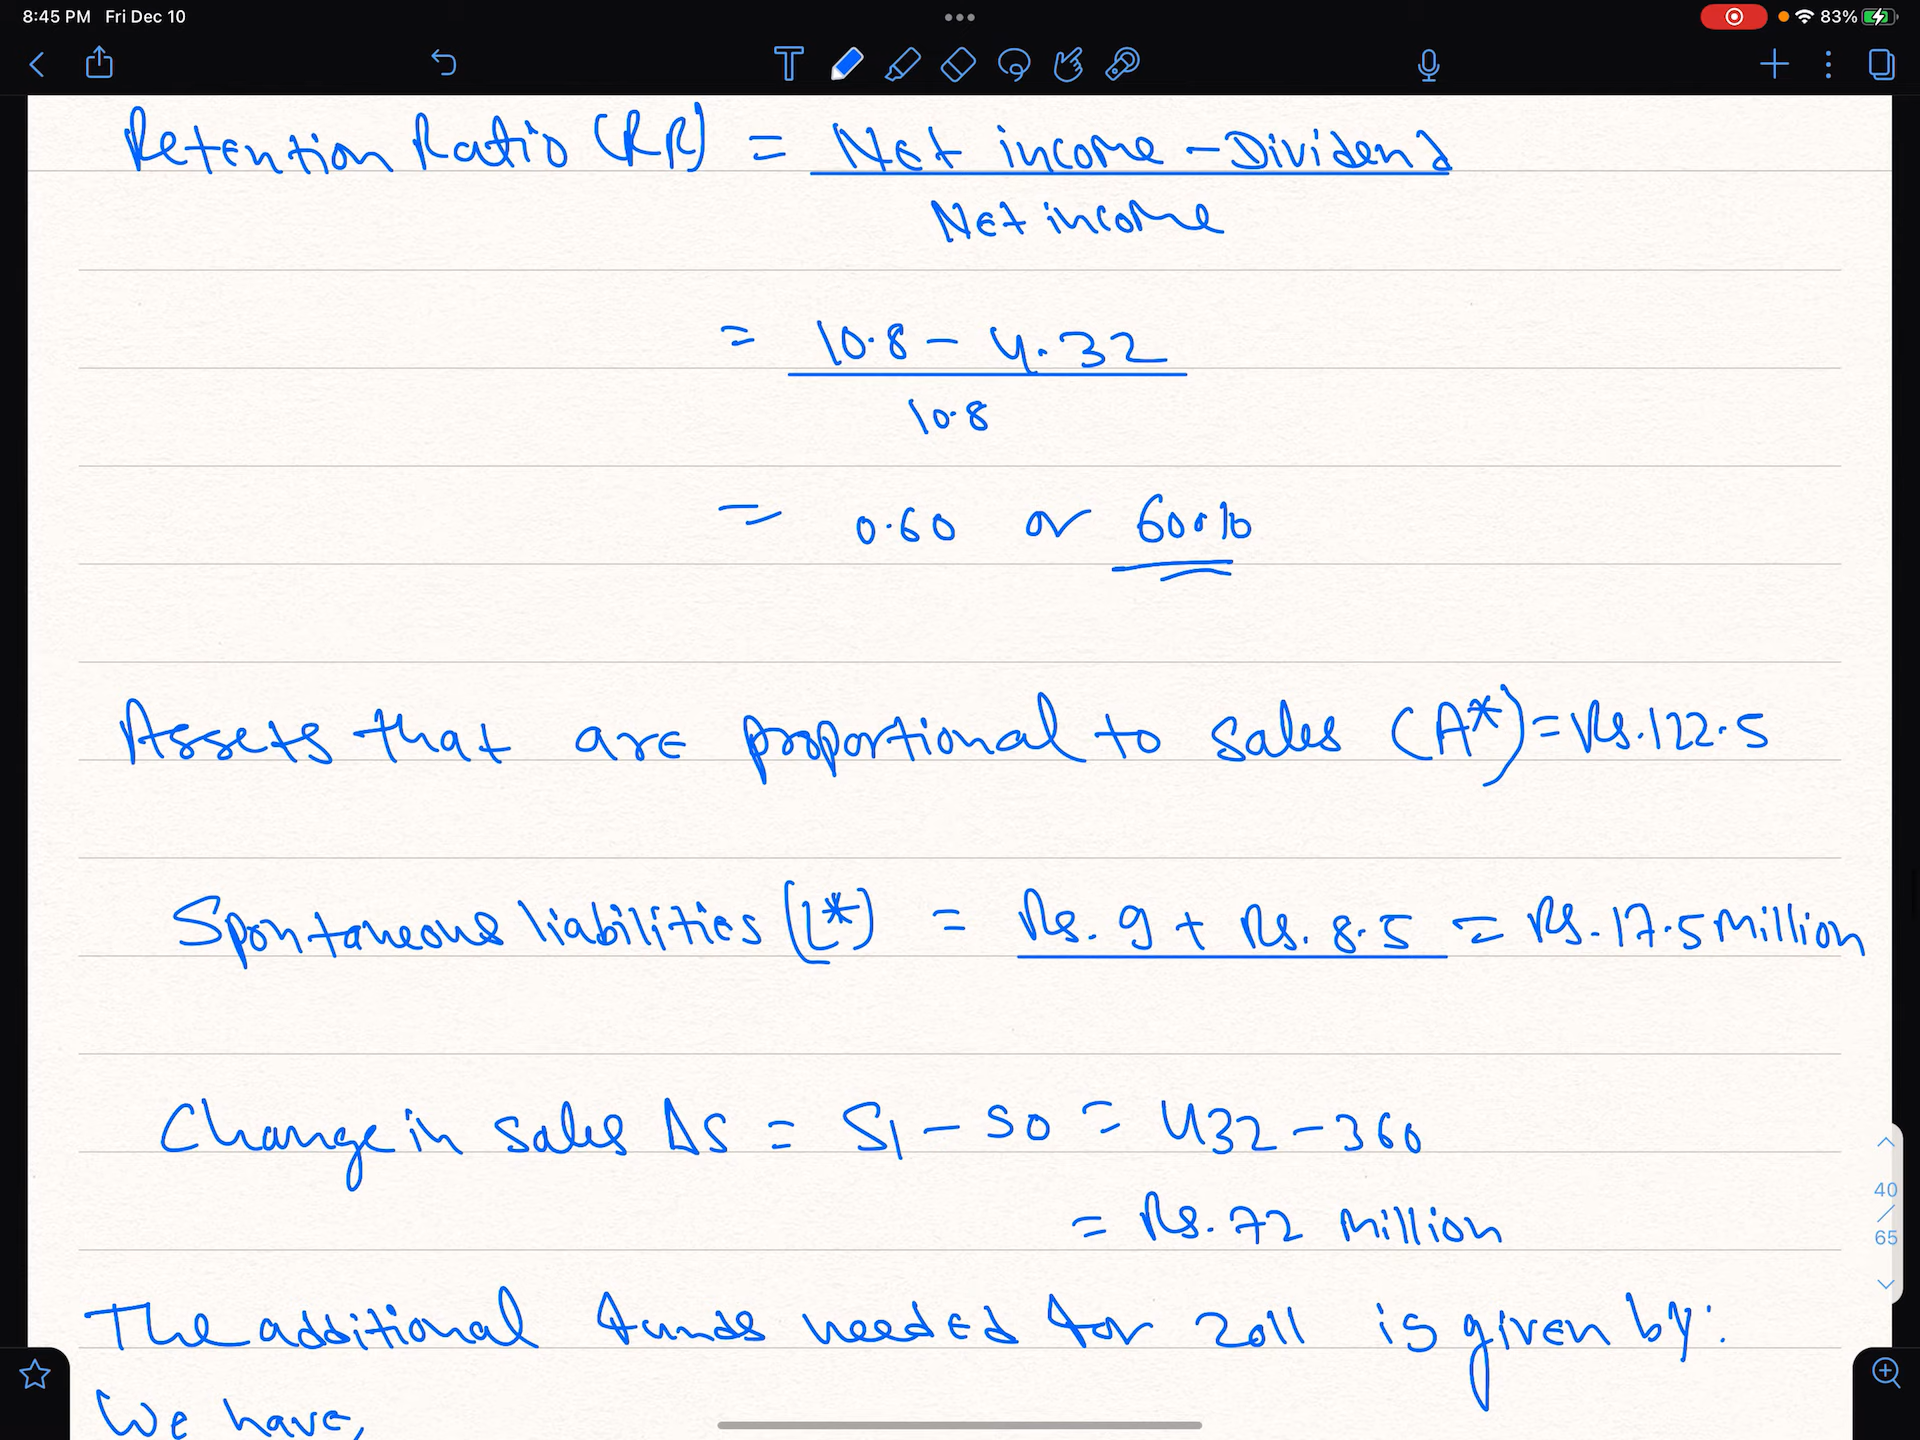 8:45 PM Fri Dec 10
83%
Retention Ratio (RR) = Net income - Dividend
Net income
= 10.8 - 4.32
10.8
= 0.60 or 60%
Assets that are proportional to sales (A*) = Rs. 122.5
Spontaneous liabilities (L*) = Rs. 9 + Rs. 8.5 = Rs. 17.5 Million
Change in sales ΔS = S1 - S0 = 432 - 360
= Rs. 72 Million
40
/
65
The additional funds needed for 2011 is given by:
We have,